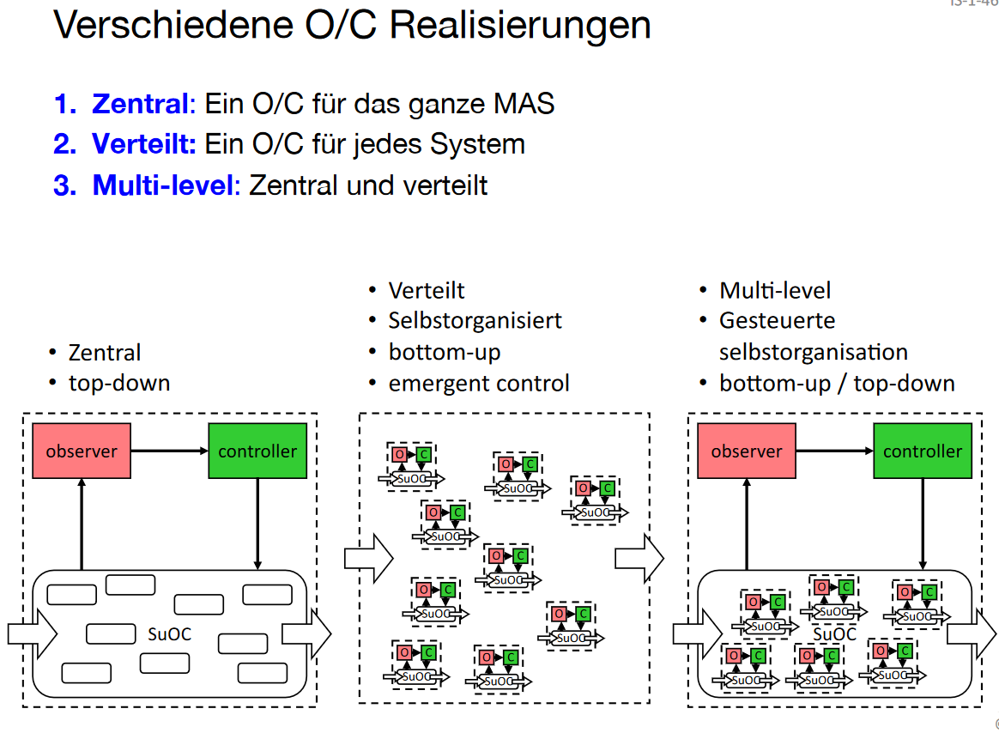 Verschiedene O/C Realisierungen
1. Zentral: Ein O/C für das ganze MAS
2. Verteilt: Ein O/C für jedes System
3. Multi-level: Zentral und verteilt
• Zentral
• top-down
observer
controller
SuOC
• Verteilt
• Selbstorganisiert
• bottom-up
• emergent control
O C
SuOC
O C
SuOC
O C
SuOC
O C
SuOC
O C
SuOC
O C
SuOC
O C
SuOC
O C
SuOC
O C
SuOC
• Multi-level
• Gesteuerte
selbstorganisation
• bottom-up / top-down
observer
controller
O C
SuOC
O C
SuOC
O C
SuOC
SuOC
O C
SuOC
O C
SuOC
O C
SuOC